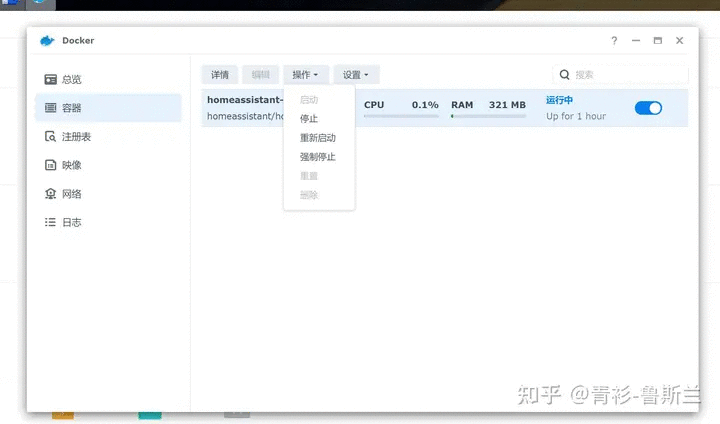 Docker
总览
容器
注册表
映像
网络
日志
详情 编辑 操作 设置 搜索
homeassistant- CPU 0.1% RAM 321 MB 运行中
homeassistant/ho Up for 1 hour
启动
停止
重新启动
强制停止
重置
删除
知乎 @青衫-鲁斯兰